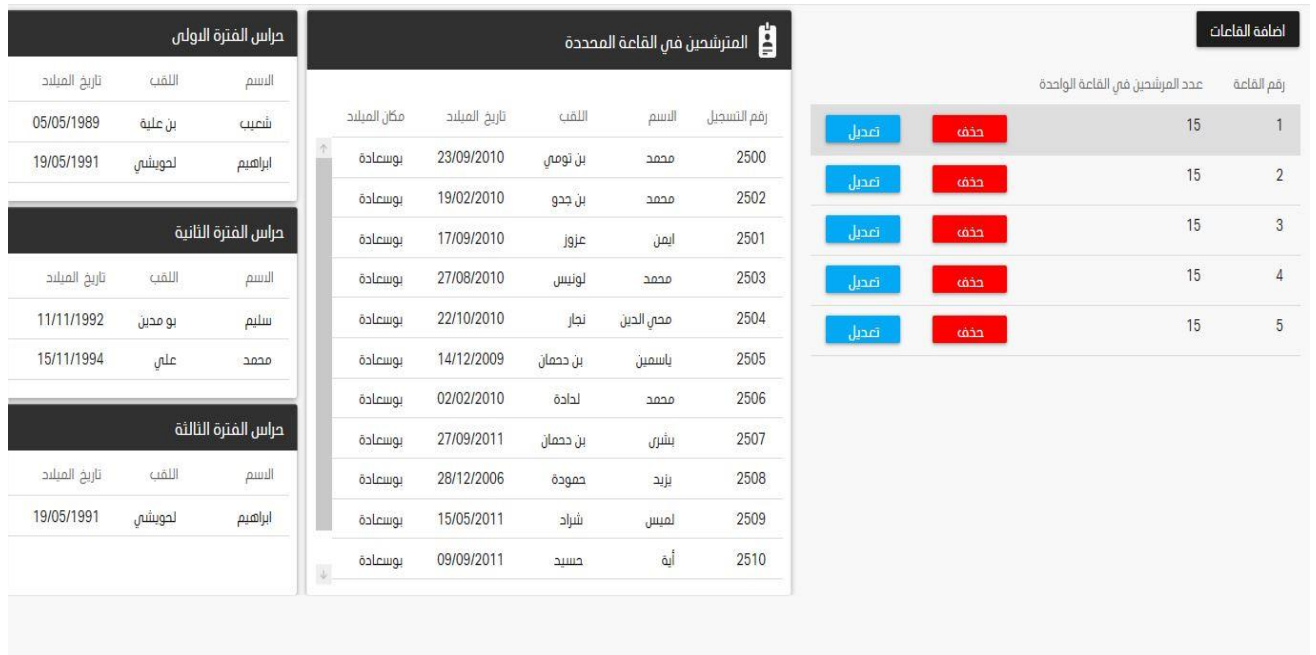 اضافة القاعات
رقم القاعة عدد المرشحين في القاعة الواحدة
1 15 حذف تعديل
2 15 حذف تعديل
3 15 حذف تعديل
4 15 حذف تعديل
5 15 حذف تعديل
المترشحين في القاعة المحددة
رقم التسجيل الاسم اللقب تاريخ الميلاد مكان الميلاد
2500 محمد بن تومي 23/09/2010 بوسعادة
2502 محمد بن جدو 19/02/2010 بوسعادة
2501 ايمن عزوز 17/09/2010 بوسعادة
2503 محمد لونيس 27/08/2010 بوسعادة
2504 محي الدين نجار 22/10/2010 بوسعادة
2505 ياسمين بن دحمان 14/12/2009 بوسعادة
2506 محمد لدادة 02/02/2010 بوسعادة
2507 بشرى بن دحمان 27/09/2011 بوسعادة
2508 يزيد حمودة 28/12/2006 بوسعادة
2509 لميس شراد 15/05/2011 بوسعادة
2510 أية حسيد 09/09/2011 بوسعادة
حراس الفترة الاولى
الاسم اللقب تاريخ الميلاد
شعيب بن علية 05/05/1989
ابراهيم لحويشي 19/05/1991
حراس الفترة الثانية
الاسم اللقب تاريخ الميلاد
سليم بو مدين 11/11/1992
محمد علي 15/11/1994
حراس الفترة الثالثة
الاسم اللقب تاريخ الميلاد
ابراهيم لحويشي 19/05/1991